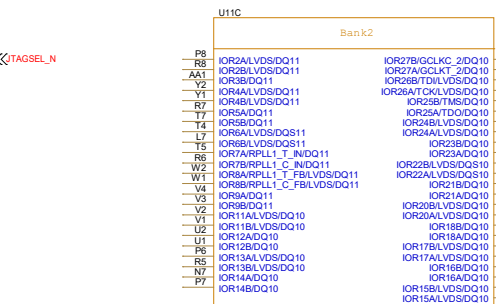 U11C
Bank2
JTAGSEL_N
P8 IOR2A/LVDS/DQ11 IOR27B/GCLKC_2/DQ10
R8 IOR2B/LVDS/DQ11 IOR27A/GCLKT_2/DQ10
AA1 IOR3B/DQ11 IOR26B/TDI/LVDS/DQ10
Y2 IOR4A/LVDS/DQ11 IOR26A/TCK/LVDS/DQ10
Y1 IOR4B/LVDS/DQ11 IOR25B/TMS/DQ10
R7 IOR5A/DQ11 IOR25A/TDO/DQ10
T7 IOR5B/DQ11 IOR24B/LVDS/DQ10
T4 IOR6A/LVDS/DQS11 IOR24A/LVDS/DQ10
L7 IOR6B/LVDS/DQS11 IOR23B/DQ10
T5 IOR7A/RPLL1_T_IN/DQ11 IOR23A/DQ10
R6 IOR7B/RPLL1_C_IN/DQ11 IOR22B/LVDS/DQS10
W2 IOR8A/RPLL1_T_FB/LVDS/DQ11 IOR22A/LVDS/DQS10
W1 IOR8B/RPLL1_C_FB/LVDS/DQ11 IOR21B/DQ10
V4 IOR9A/DQ11 IOR21A/DQ10
V3 IOR9B/DQ11 IOR20B/LVDS/DQ10
V2 IOR11A/LVDS/DQ10 IOR20A/LVDS/DQ10
V1 IOR11B/LVDS/DQ10 IOR18B/DQ10
U2 IOR12A/DQ10 IOR18A/DQ10
U1 IOR12B/DQ10 IOR17B/LVDS/DQ10
P6 IOR13A/LVDS/DQ10 IOR17A/LVDS/DQ10
R5 IOR13B/LVDS/DQ10 IOR16B/DQ10
N7 IOR14A/DQ10 IOR16A/DQ10
P7 IOR14B/DQ10 IOR15B/LVDS/DQ10
IOR15A/LVDS/DQ10